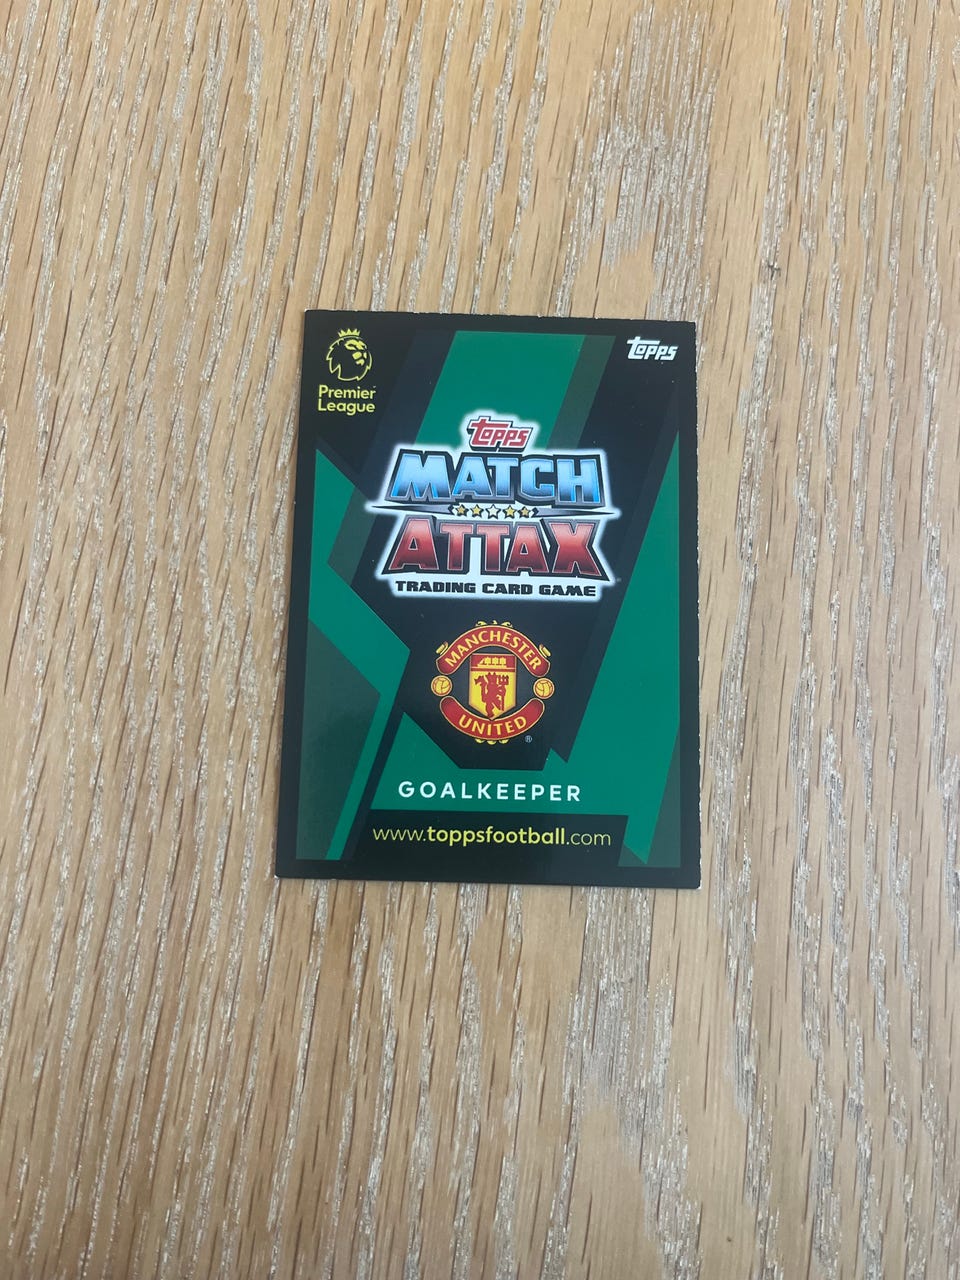 Premier
League
TOPPS
TOPPS
MATCH
ATTAX
TRADING CARD GAME
MANCHESTER
UNITED
®
GOALKEEPER
www.toppsfootball.com